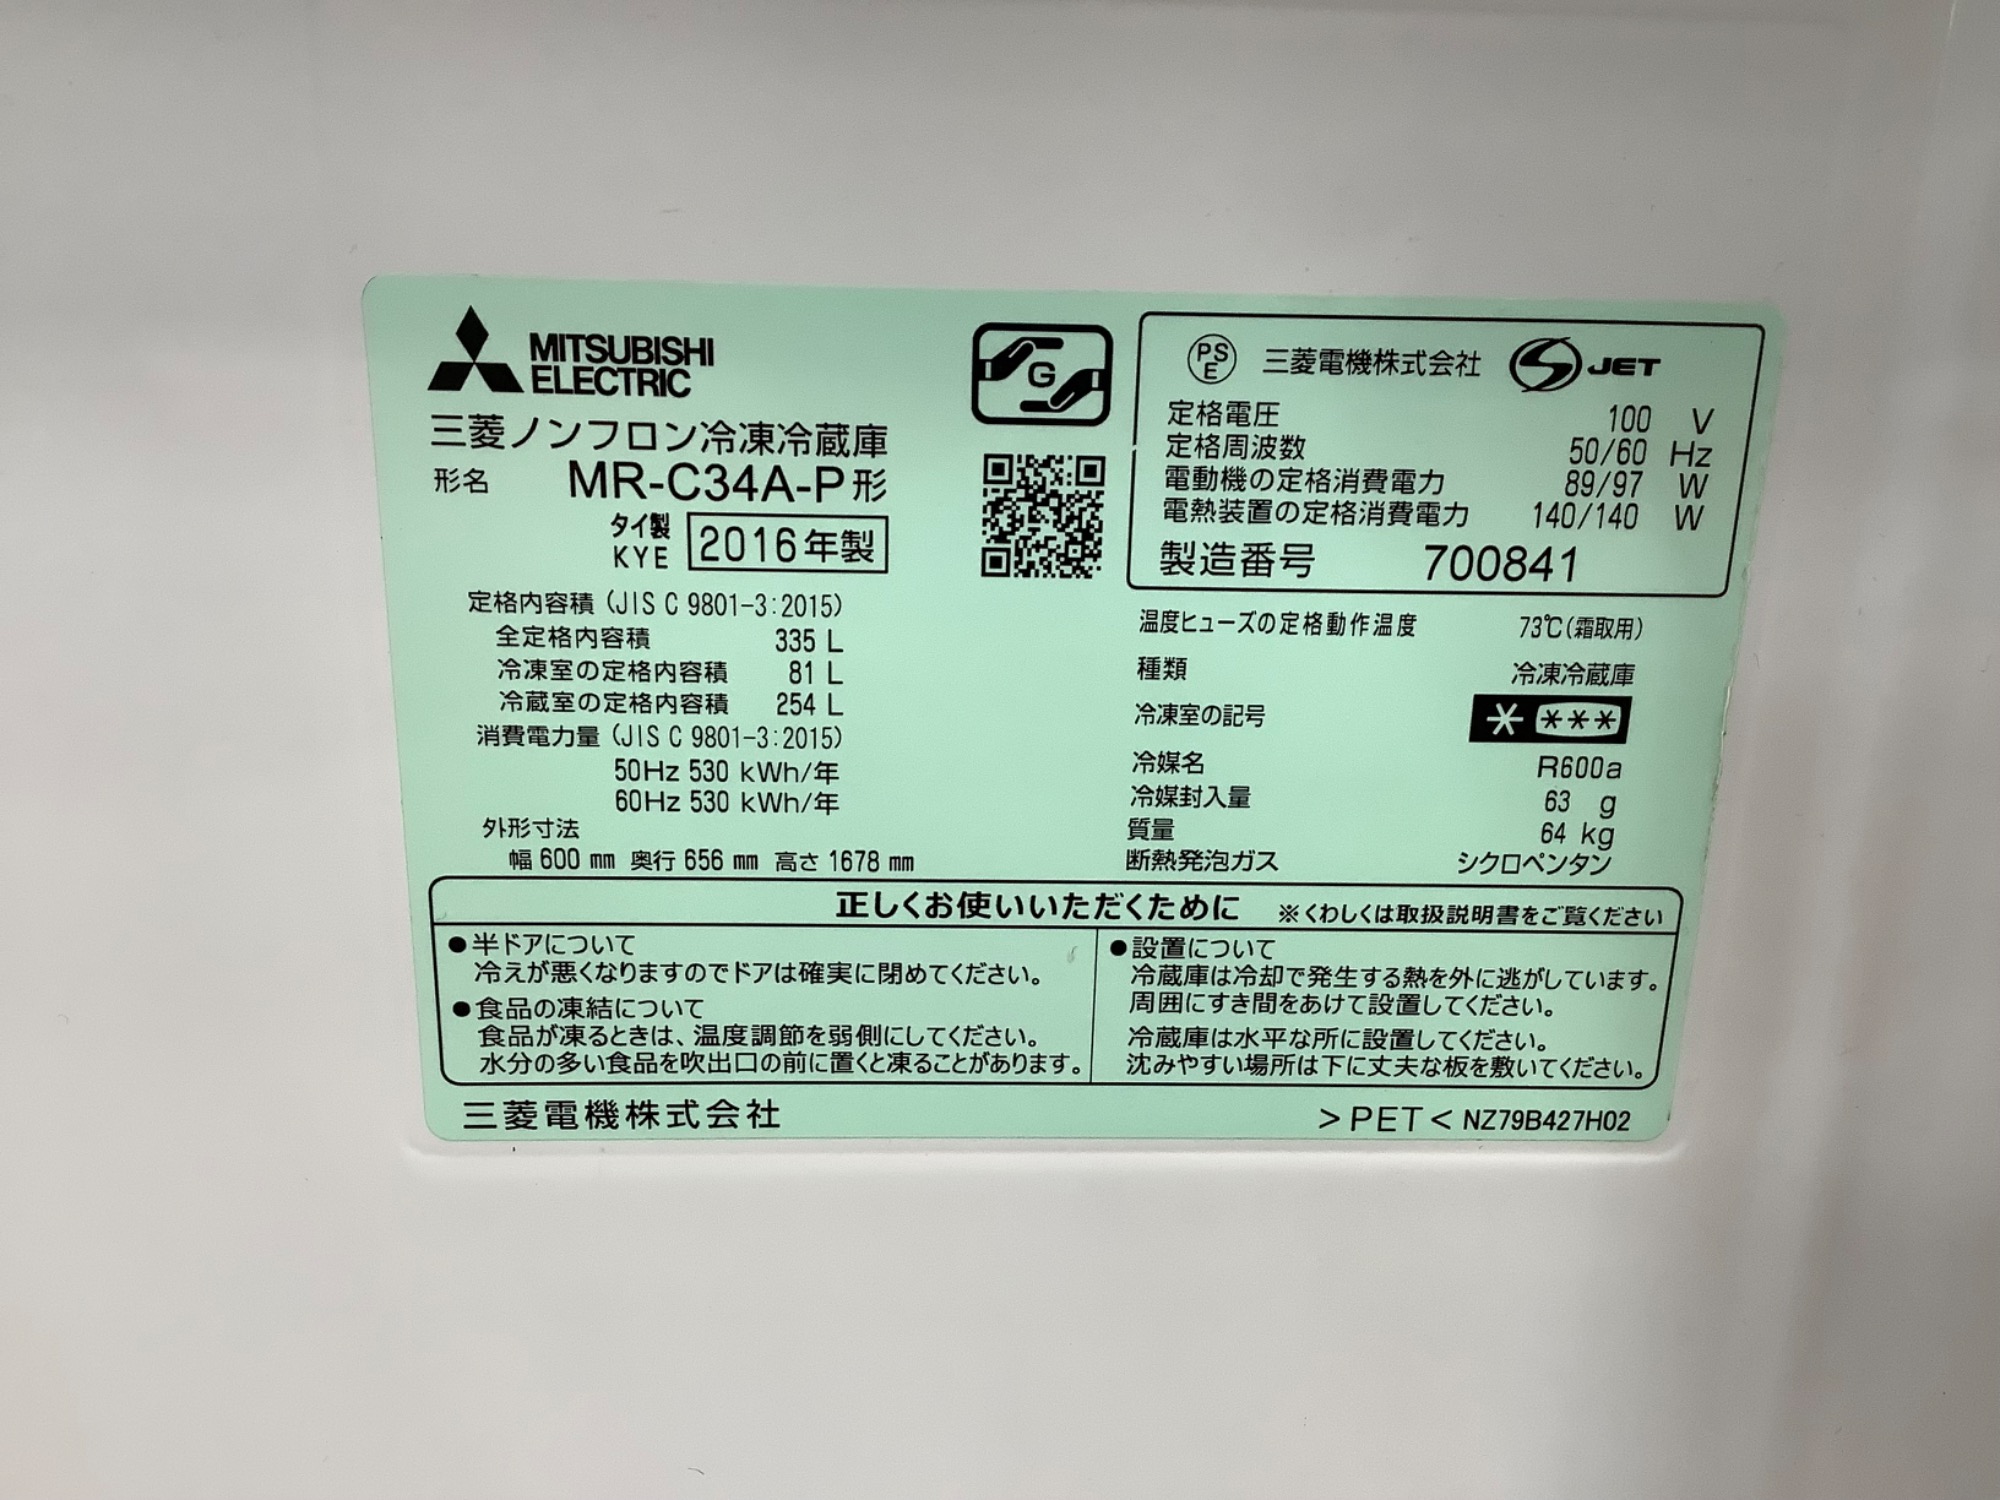 MITSUBISHI
ELECTRIC
三菱ノンフロン冷凍冷蔵庫
形名 MR-C34A-P形
タイ製
KYE 2016年製
定格内容積 (JIS C 9801-3:2015)
全定格内容積 335 L
冷凍室の定格内容積 81 L
冷蔵室の定格内容積 254 L
消費電力量 (JIS C 9801-3:2015)
50Hz 530 kWh/年
60Hz 530 kWh/年
外形寸法
幅 600 mm 奥行 656 mm 高さ 1678 mm
G
PS
E 三菱電機株式会社 JET
定格電圧 100 V
定格周波数 50/60 Hz
電動機の定格消費電力 89/97 W
電熱装置の定格消費電力 140/140 W
製造番号 700841
温度ヒューズの定格動作温度 73℃(霜取用)
種類 冷凍冷蔵庫
冷凍室の記号 * ***
冷媒名 R600a
冷媒封入量 63 g
質量 64 kg
断熱発泡ガス シクロペンタン
正しくお使いいただくために ※くわしくは取扱説明書をご覧ください
●半ドアについて
冷えが悪くなりますのでドアは確実に閉めてください。
●食品の凍結について
食品が凍るときは、温度調節を弱側にしてください。
水分の多い食品を吹出口の前に置くと凍ることがあります。
●設置について
冷蔵庫は冷却で発生する熱を外に逃がしています。
周囲にすき間をあけて設置してください。
冷蔵庫は水平な所に設置してください。
沈みやすい場所は下に丈夫な板を敷いてください。
三菱電機株式会社
>PET< NZ79B427H02